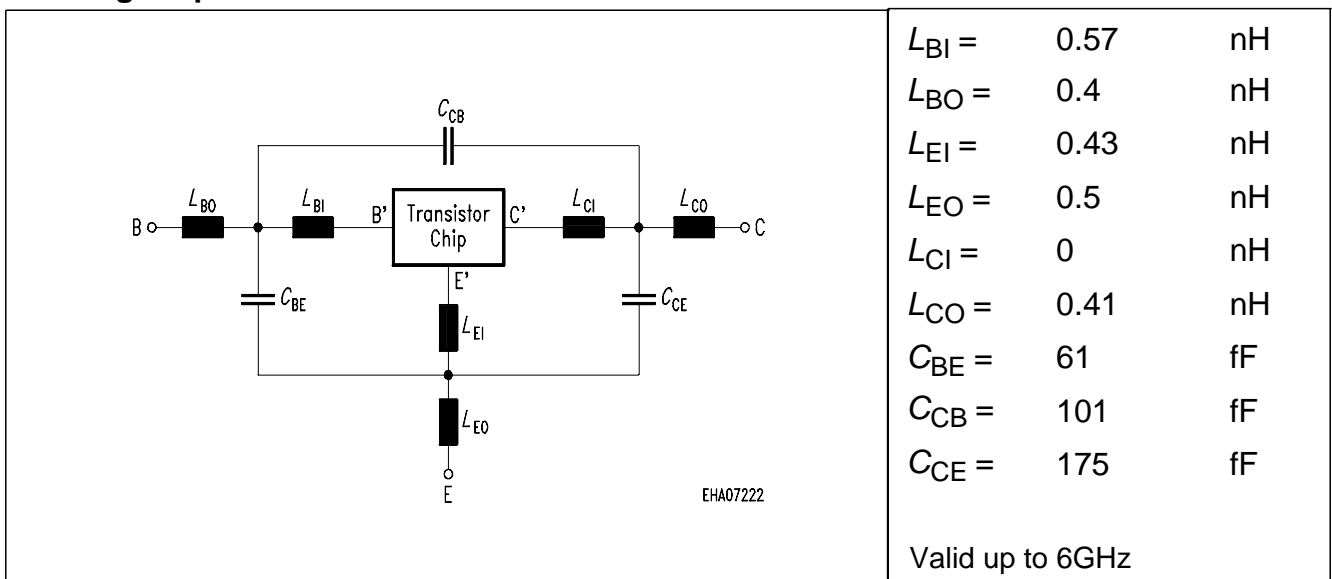 C_CB
L_BO L_BI B' Transistor C' L_CI L_CO
B Chip C
E'
C_BE C_CE
L_EI
L_EO
E
EHA07222
L_BI = 0.57 nH
L_BO = 0.4 nH
L_EI = 0.43 nH
L_EO = 0.5 nH
L_CI = 0 nH
L_CO = 0.41 nH
C_BE = 61 fF
C_CB = 101 fF
C_CE = 175 fF
Valid up to 6GHz